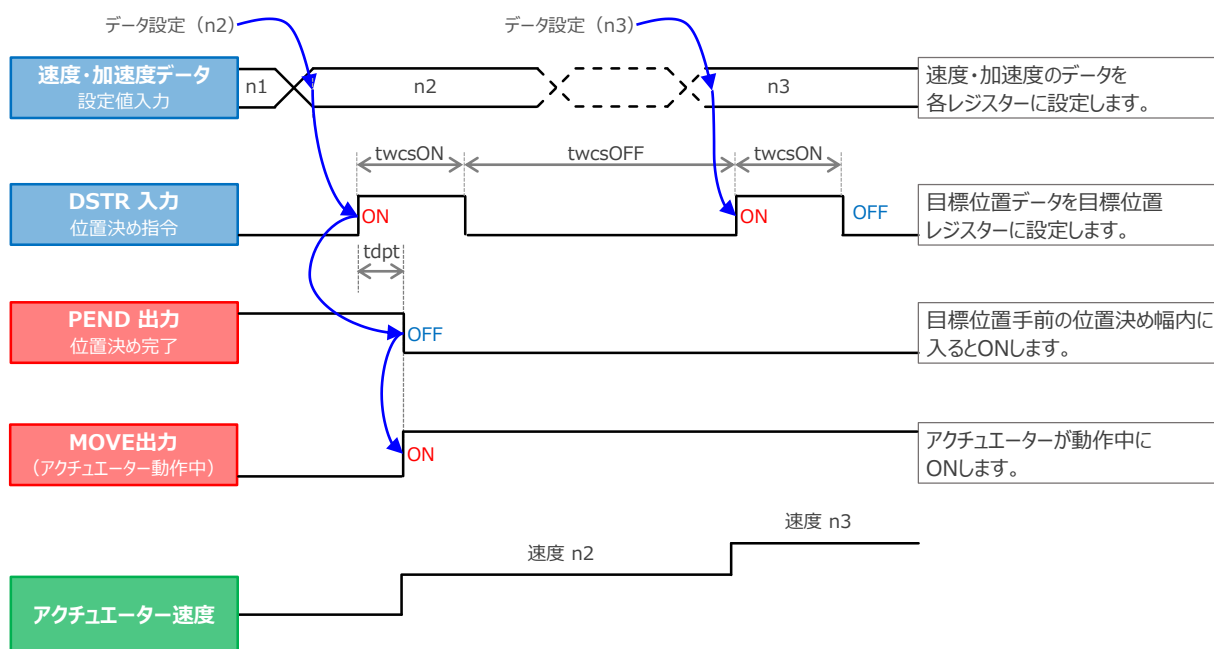 データ設定（n2）
データ設定（n3）
速度・加速度データ
設定値入力
n1
n2
n3
速度・加速度のデータを
各レジスターに設定します。
twcsON
twcsOFF
twcsON
DSTR 入力
位置決め指令
ON
ON
OFF
目標位置データを目標位置
レジスターに設定します。
tdpt
PEND 出力
位置決め完了
OFF
目標位置手前の位置決め幅内に
入るとONします。
MOVE出力
（アクチュエーター動作中）
ON
アクチュエーターが動作中に
ONします。
速度 n3
速度 n2
アクチュエーター速度